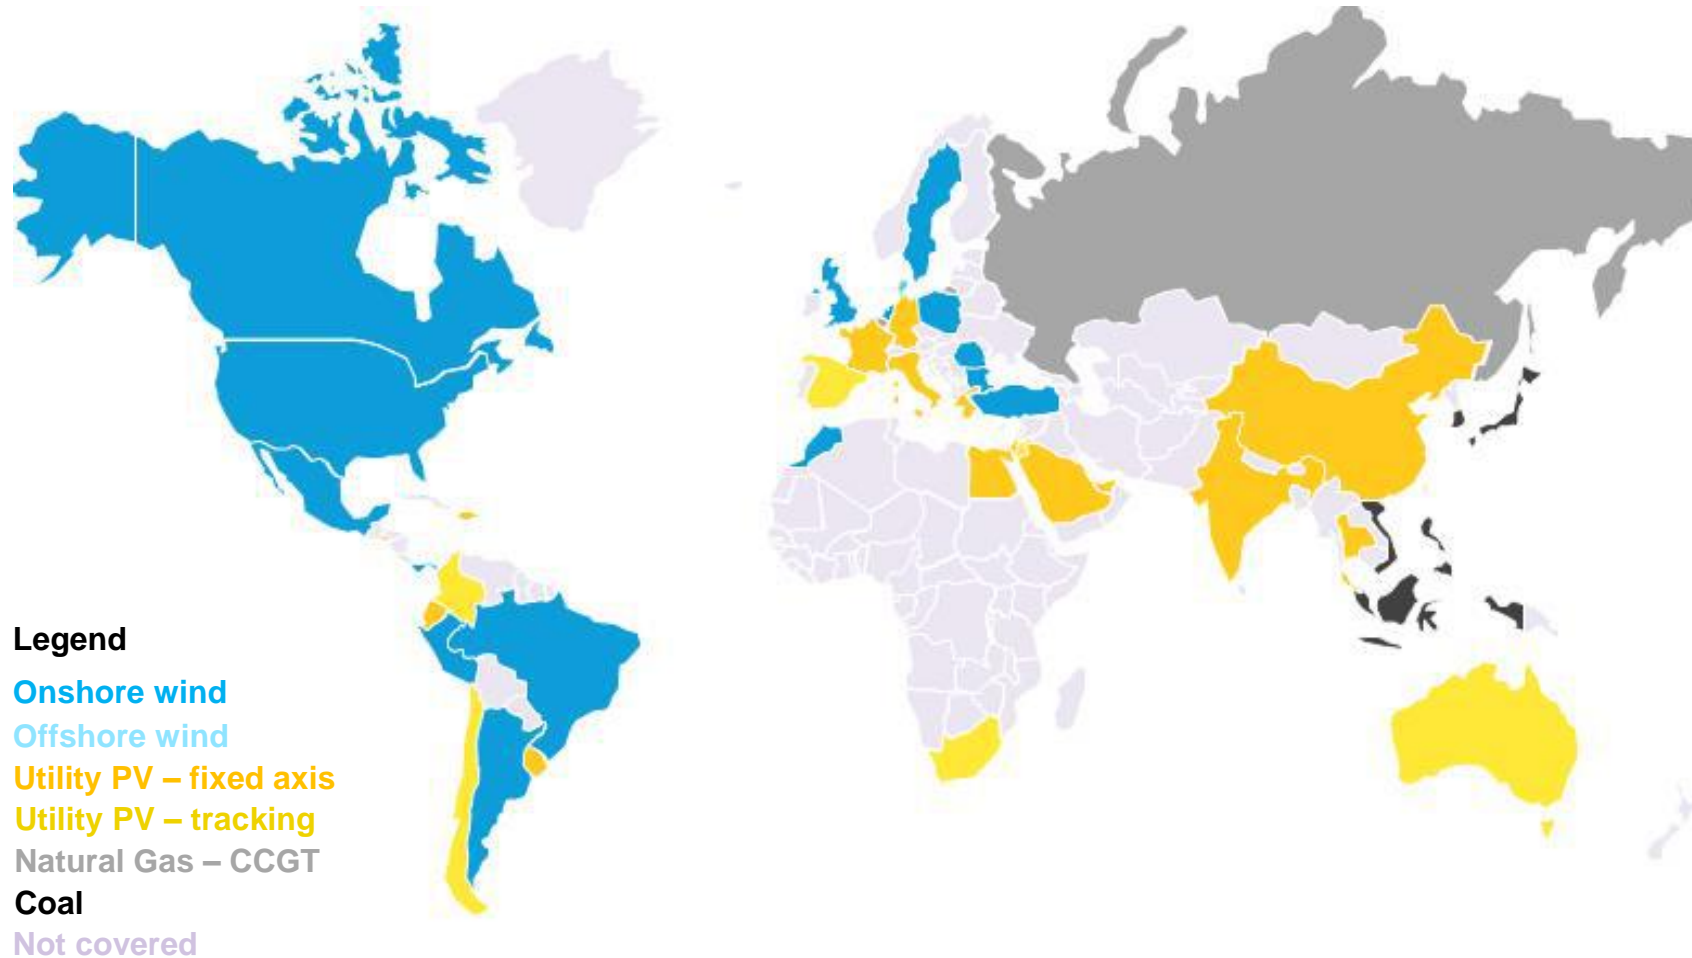 Legend
Onshore wind
Offshore wind
Utility PV – fixed axis
Utility PV – tracking
Natural Gas – CCGT
Coal
Not covered